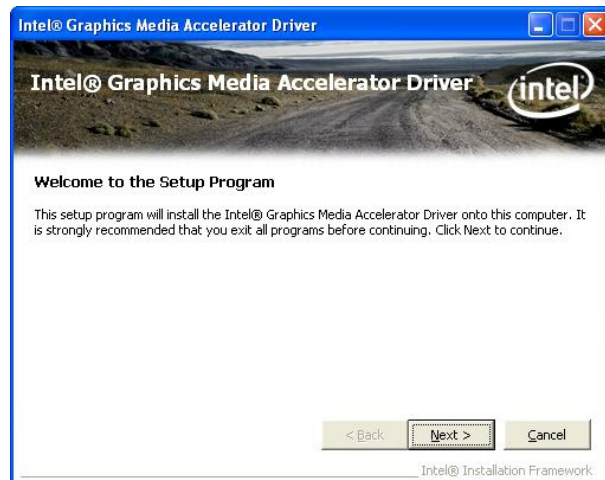 Intel® Graphics Media Accelerator Driver
Intel® Graphics Media Accelerator Driver
intel
Welcome to the Setup Program
This setup program will install the Intel® Graphics Media Accelerator Driver onto this computer. It
is strongly recommended that you exit all programs before continuing. Click Next to continue.
< Back Next > Cancel
Intel® Installation Framework